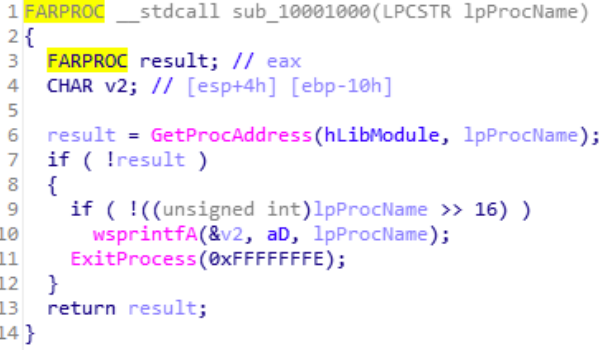 1 FARPROC __stdcall sub_10001000(LPCSTR lpProcName)
2 {
3 FARPROC result; // eax
4 CHAR v2; // [esp+4h] [ebp-10h]
5
6 result = GetProcAddress(hLibModule, lpProcName);
7 if ( !result )
8 {
9 if ( !((unsigned int)lpProcName >> 16) )
10 wsprintfA(&v2, aD, lpProcName);
11 ExitProcess(0xFFFFFFFE);
12 }
13 return result;
14 }